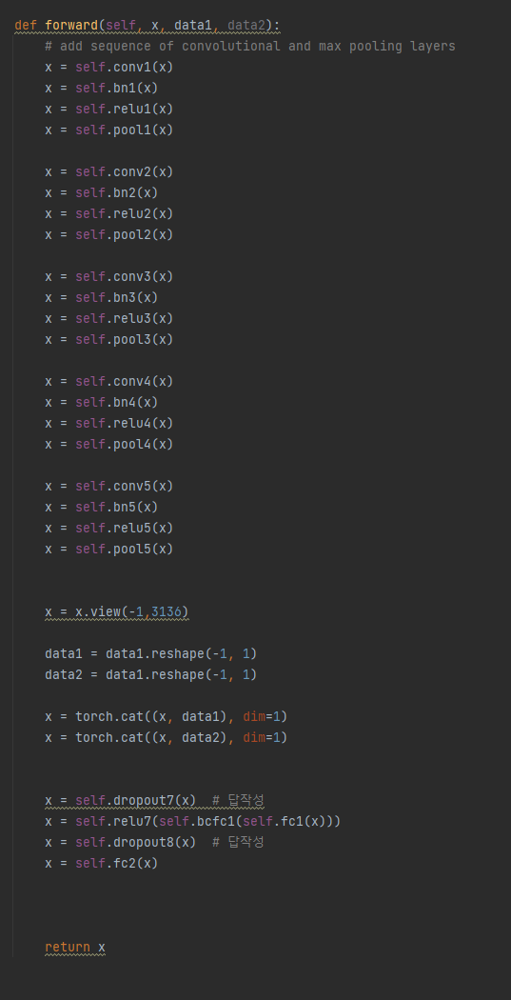 def forward(self, x, data1, data2):
    # add sequence of convolutional and max pooling layers
    x = self.conv1(x)
    x = self.bn1(x)
    x = self.relu1(x)
    x = self.pool1(x)
    x = self.conv2(x)
    x = self.bn2(x)
    x = self.relu2(x)
    x = self.pool2(x)
    x = self.conv3(x)
    x = self.bn3(x)
    x = self.relu3(x)
    x = self.pool3(x)
    x = self.conv4(x)
    x = self.bn4(x)
    x = self.relu4(x)
    x = self.pool4(x)
    x = self.conv5(x)
    x = self.bn5(x)
    x = self.relu5(x)
    x = self.pool5(x)
    x = x.view(-1,3136)
    data1 = data1.reshape(-1, 1)
    data2 = data1.reshape(-1, 1)
    x = torch.cat((x, data1), dim=1)
    x = torch.cat((x, data2), dim=1)
    x = self.dropout7(x)  # 답작성
    x = self.relu7(self.bcfc1(self.fc1(x)))
    x = self.dropout8(x)  # 답작성
    x = self.fc2(x)
    return x